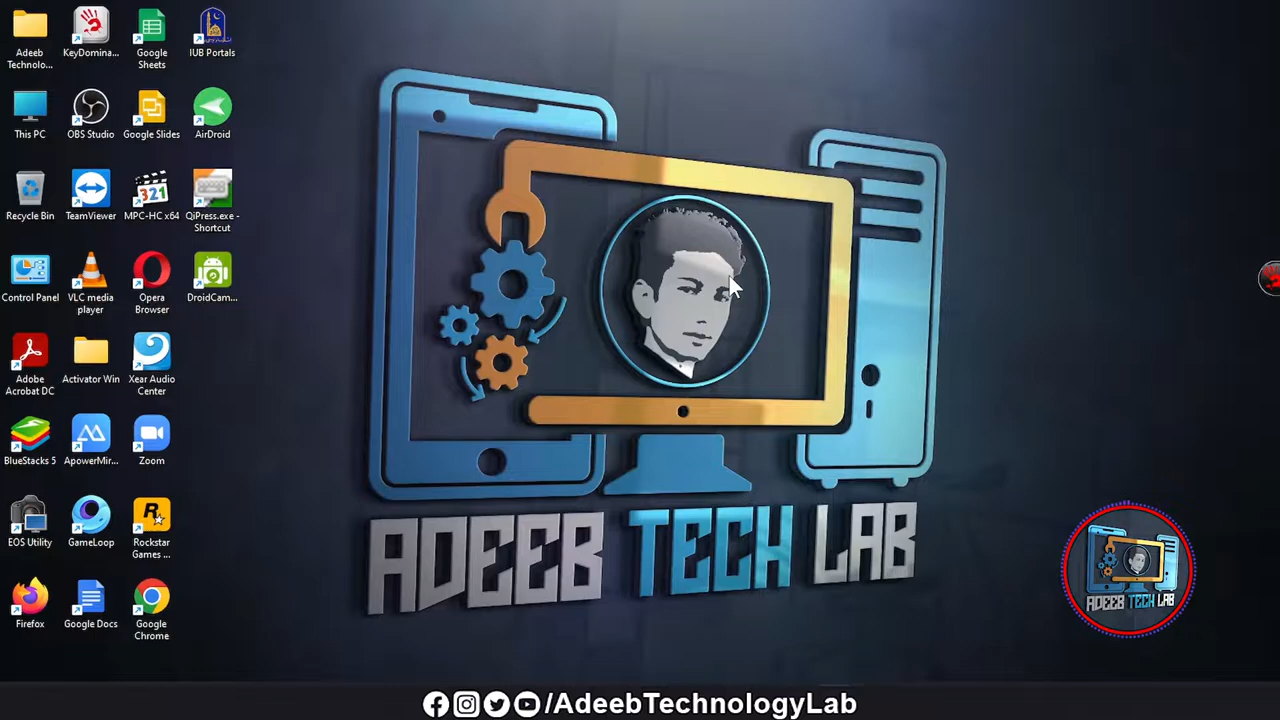 Adeeb
Technolo...
KeyDomina...
Google
Sheets
IUB Portals
This PC
OBS Studio
Google Slides
AirDroid
Recycle Bin
TeamViewer
321
MPC-HC x64
QiPress.exe -
Shortcut
Control Panel
VLC media
player
Opera
Browser
DroidCam...
Adobe
Acrobat DC
Activator Win
Xear Audio
Center
BlueStacks 5
ApowerMir...
Zoom
EOS Utility
GameLoop
R
Rockstar
Games ...
Firefox
Google Docs
Google
Chrome
ADEEB TECH LAB
ADEEB TECH LAB
/AdeebTechnologyLab